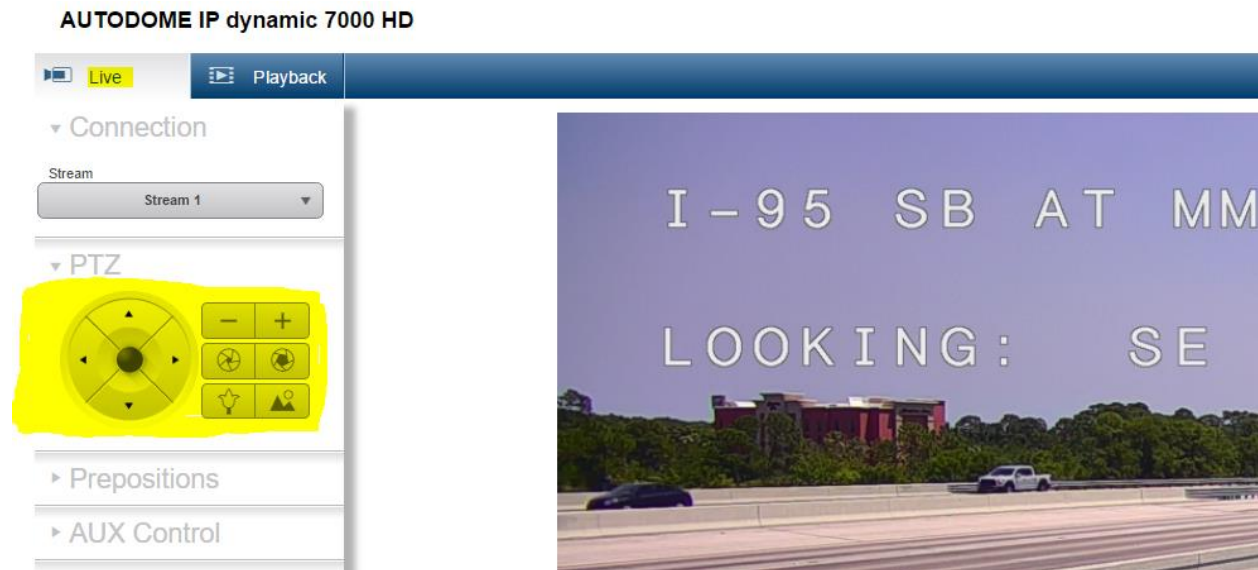 AUTODOME IP dynamic 7000 HD
Live
Playback
Connection
Stream
Stream 1
PTZ
Prepositions
AUX Control
I-95 SB AT MM
LOOKING: SE